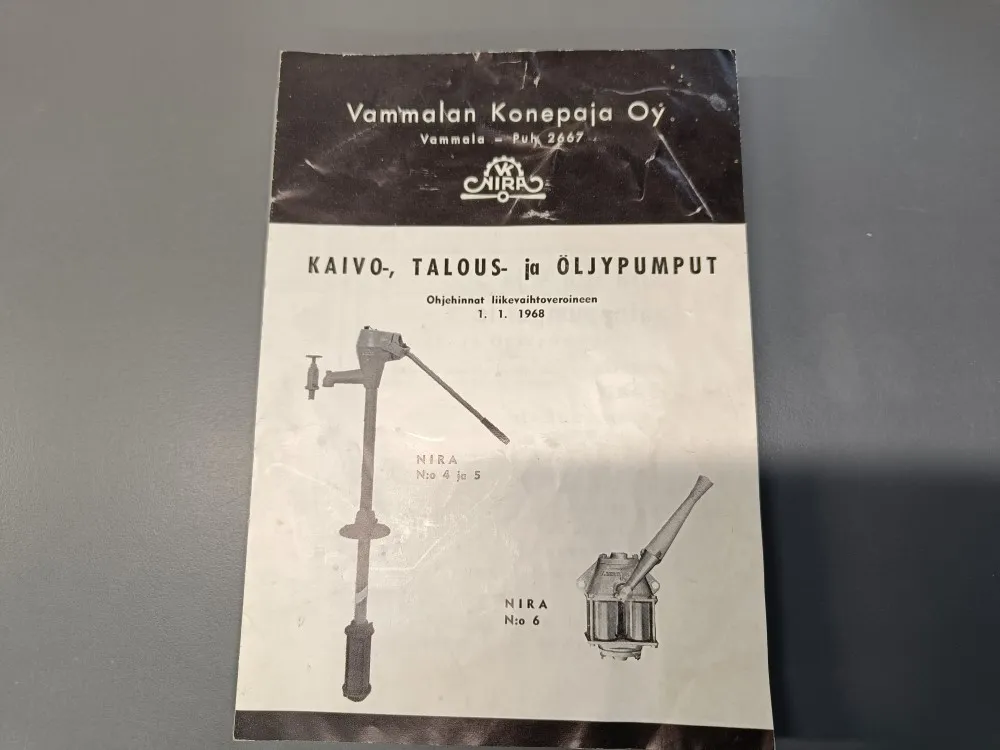 Vammalan Konepaja Oy.
Vammala – Puh. 2667
VK
NIRA
KAIVO-, TALOUS- ja ÖLJYPUMPUT
Ohjehinnat liikevaihtoveroineen
1. 1. 1968
NIRA
N:o 4 ja 5
NIRA
N:o 6